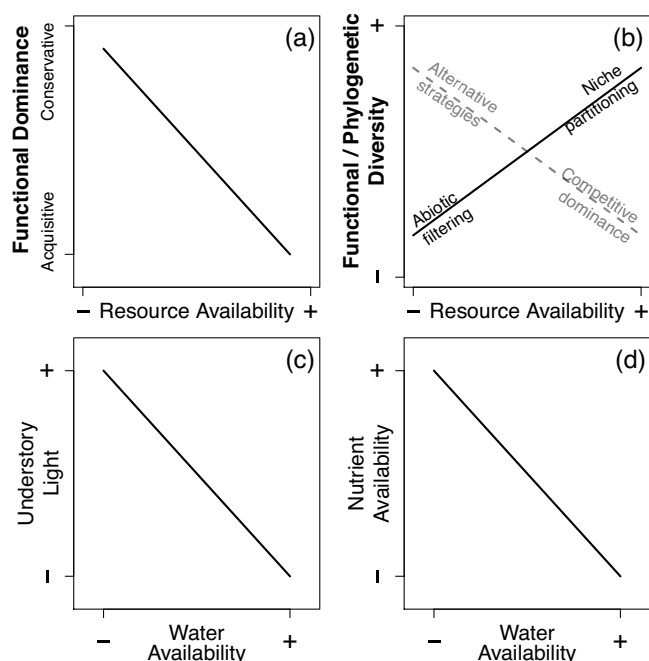 (a)
Functional Dominance
Conservative
Acquisitive
– Resource Availability +
(b)
Functional / Phylogenetic
Diversity
+
–
Alternative
strategies
Niche
partitioning
Abiotic
filtering
Competitive
dominance
– Resource Availability +
(c)
Understory
Light
+
–
– Water +
Availability
(d)
Nutrient
Availability
+
–
– Water +
Availability